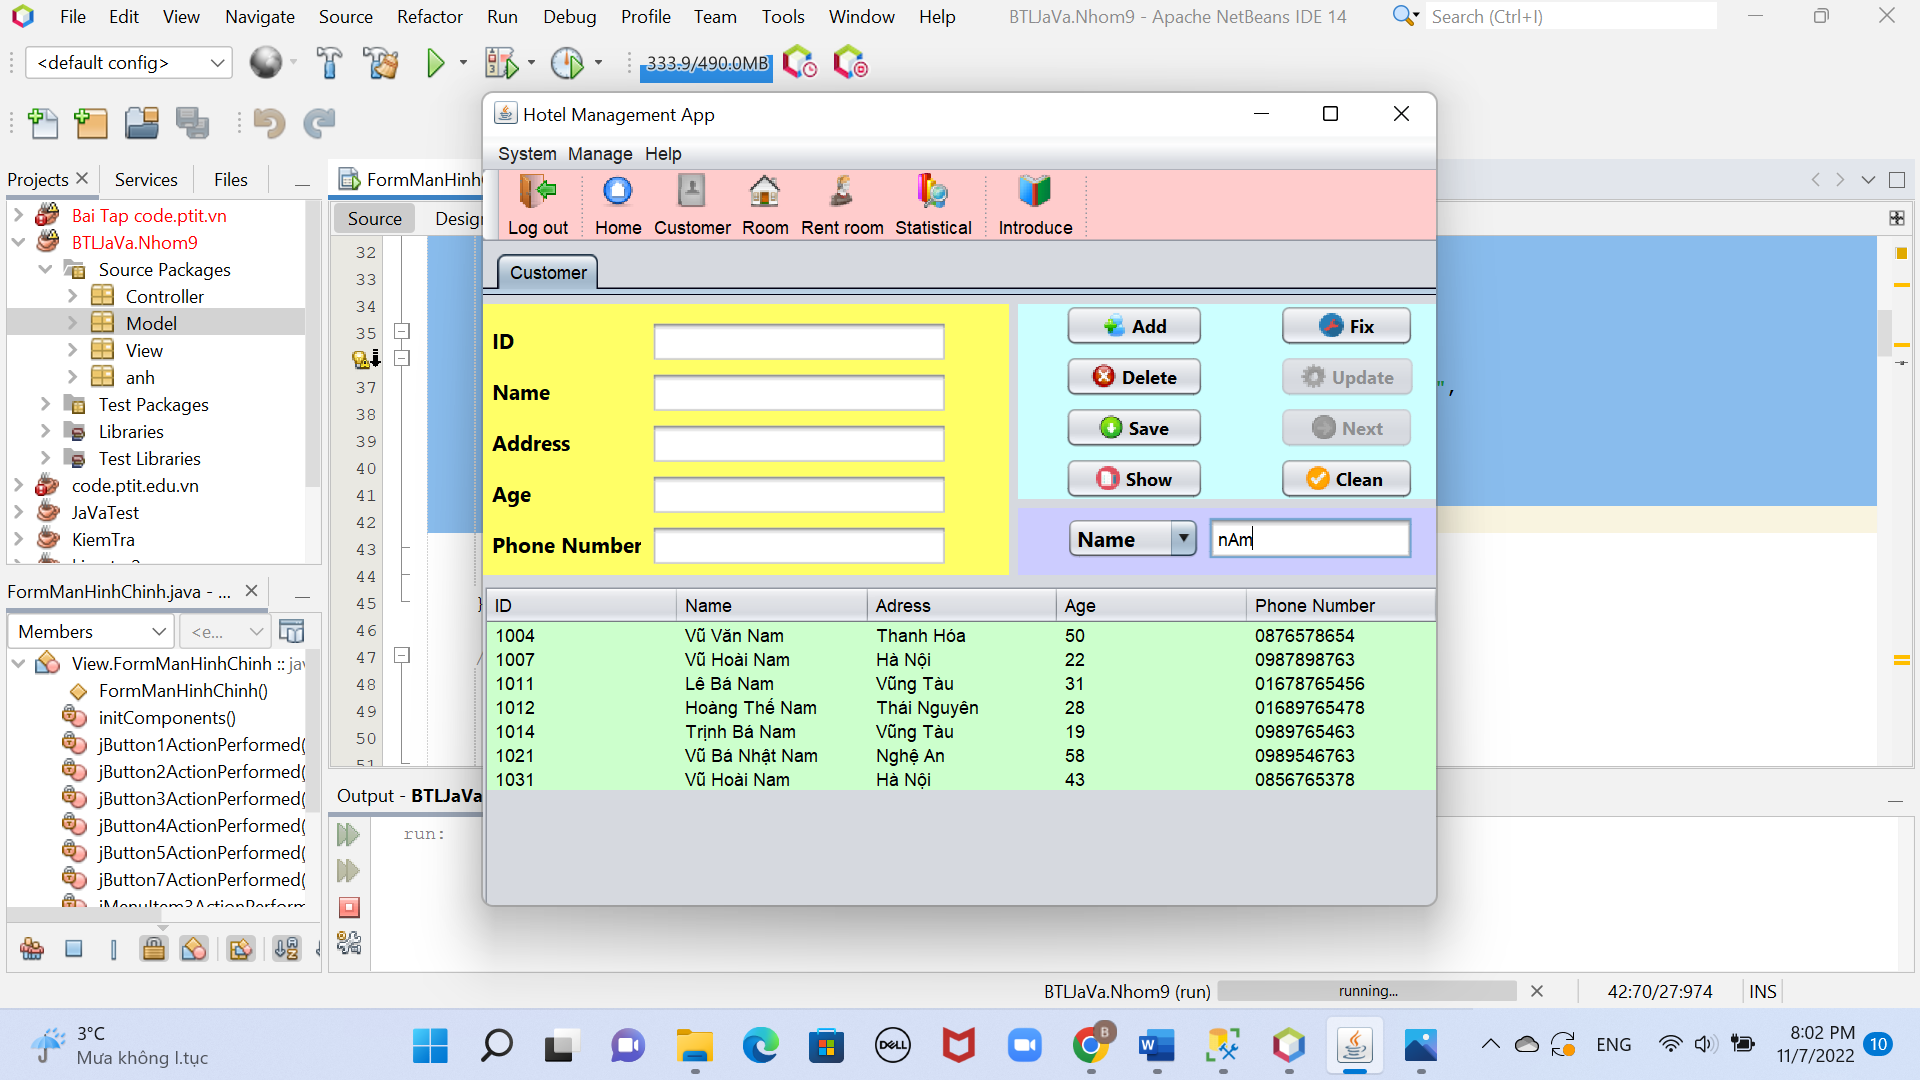 File Edit View Navigate Source Refactor Run Debug Profile Team Tools Window Help BTLJaVa.Nhom9 - Apache NetBeans IDE 14 Search (Ctrl+I)
<default config> 333.9/490.0MB
Projects Services Files
Bai Tap code.ptit.vn
BTLJaVa.Nhom9
Source Packages
Controller
Model
View
anh
Test Packages
Libraries
Test Libraries
code.ptit.edu.vn
JaVaTest
KiemTra
FormManHinhChinh.java - ...
Members <e...
View.FormManHinhChinh :: jav
FormManHinhChinh()
initComponents()
jButton1ActionPerformed(
jButton2ActionPerformed(
jButton3ActionPerformed(
jButton4ActionPerformed(
jButton5ActionPerformed(
jButton7ActionPerformed(
jMenuItem3ActionPerform
FormManHinhC
Source Design
32
33
34
35
37
38
39
40
41
42
43
44
45 }
46
47 /
48
49
50
51
",
Hotel Management App
System Manage Help
Log out Home Customer Room Rent room Statistical Introduce
Customer
ID
Name
Address
Age
Phone Number
Add Fix
Delete Update
Save Next
Show Clean
Name nAm
ID Name Adress Age Phone Number
1004 Vũ Văn Nam Thanh Hóa 50 0876578654
1007 Vũ Hoài Nam Hà Nội 22 0987898763
1011 Lê Bá Nam Vũng Tàu 31 01678765456
1012 Hoàng Thế Nam Thái Nguyên 28 01689765478
1014 Trịnh Bá Nam Vũng Tàu 19 0989765463
1021 Vũ Bá Nhật Nam Nghệ An 58 0989546763
1031 Vũ Hoài Nam Hà Nội 43 0856765378
Output - BTLJaVa
run:
BTLJaVa.Nhom9 (run) running... 42:70/27:974 INS
3°C
Mưa không l.tục
DELL
B
W
ENG
8:02 PM
11/7/2022
10